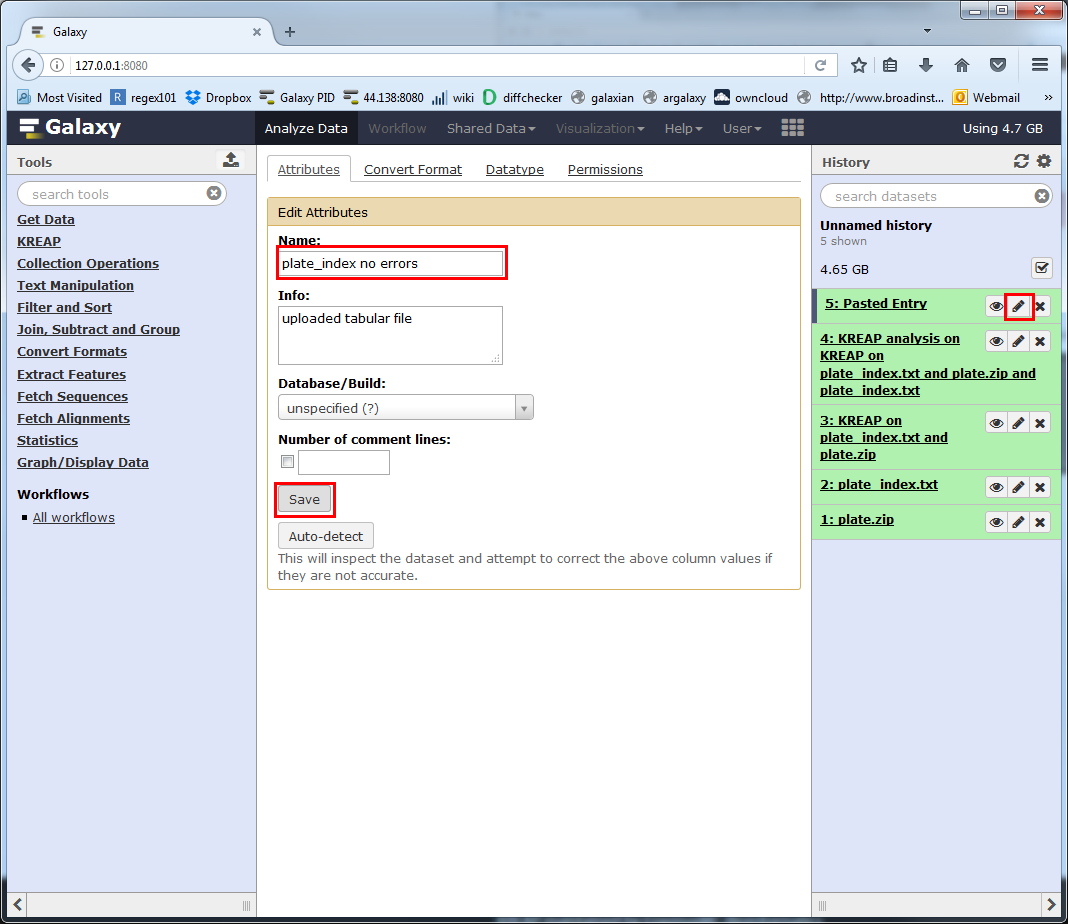 Galaxy
127.0.0.1:8080
Most Visited
regex101
Dropbox
Galaxy PID
44.138:8080
wiki
diffchecker
galaxian
argalaxy
owncloud
http://www.broadinst...
Webmail
Galaxy
Analyze Data
Workflow
Shared Data
Visualization
Help
User
Using 4.7 GB
Tools
search tools
Get Data
KREAP
Collection Operations
Text Manipulation
Filter and Sort
Join, Subtract and Group
Convert Formats
Extract Features
Fetch Sequences
Fetch Alignments
Statistics
Graph/Display Data
Workflows
All workflows
Attributes
Convert Format
Datatype
Permissions
Edit Attributes
Name:
plate_index no errors
Info:
uploaded tabular file
Database/Build:
unspecified (?)
Number of comment lines:
Save
Auto-detect
This will inspect the dataset and attempt to correct the above column values if
they are not accurate.
History
search datasets
Unnamed history
5 shown
4.65 GB
5: Pasted Entry
4: KREAP analysis on
KREAP on
plate_index.txt and plate.zip and
plate_index.txt
3: KREAP on
plate_index.txt and
plate.zip
2: plate_index.txt
1: plate.zip